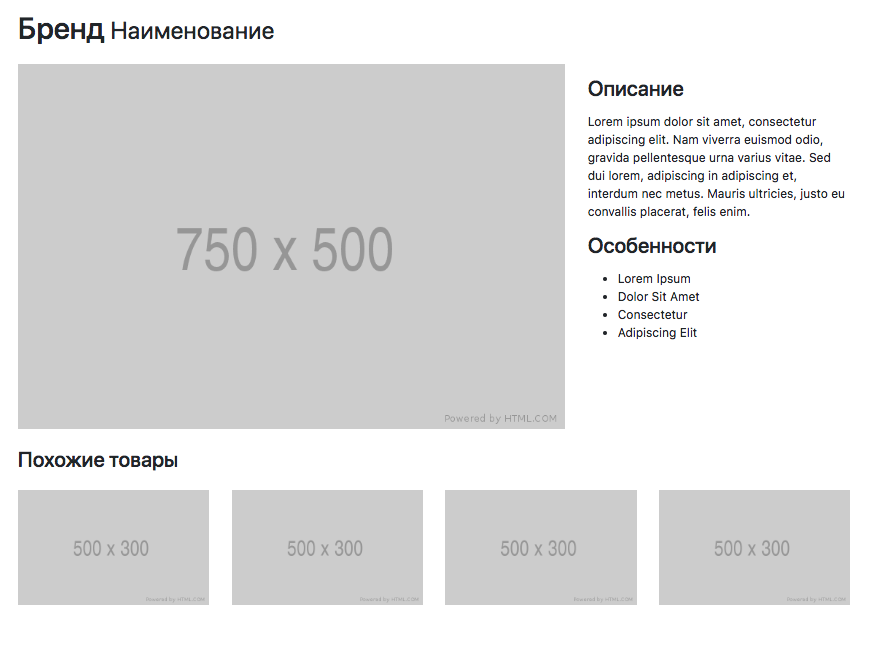 Бренд Наименование
750 x 500
Powered by HTML.COM
Описание
Lorem ipsum dolor sit amet, consectetur
adipiscing elit. Nam viverra euismod odio,
gravida pellentesque urna varius vitae. Sed
dui lorem, adipiscing in adipiscing et,
interdum nec metus. Mauris ultricies, justo eu
convallis placerat, felis enim.
Особенности
Lorem Ipsum
Dolor Sit Amet
Consectetur
Adipiscing Elit
Похожие товары
500 x 300
Powered by HTML.COM
500 x 300
Powered by HTML.COM
500 x 300
Powered by HTML.COM
500 x 300
Powered by HTML.COM